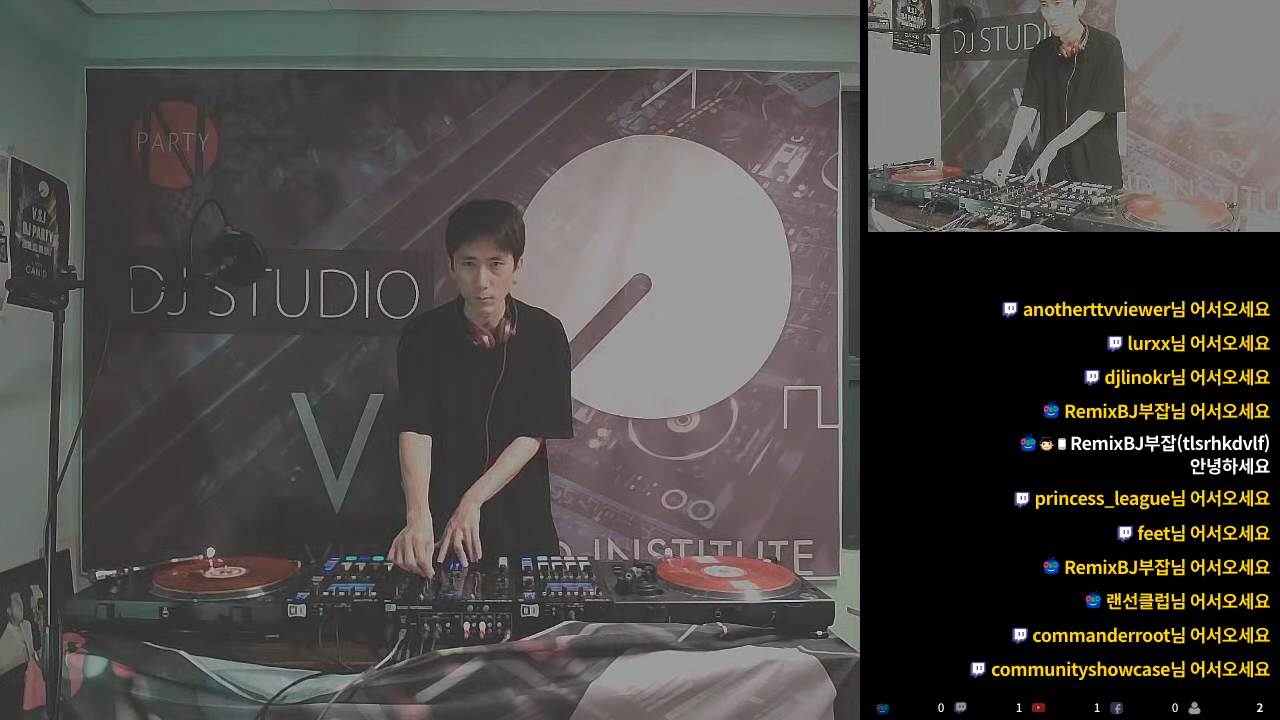 PARTY
DJ STUDIO
V
INSTITUTE
V.S.I
DJ PARTY
CAN:D
DJ STUDI
INSTITU
anotherttvviewer님 어서오세요
lurxx님 어서오세요
djlinokr님 어서오세요
RemixBJ부잡님 어서오세요
RemixBJ부잡(tlsrhkdvlf)
안녕하세요
princess_league님 어서오세요
feet님 어서오세요
RemixBJ부잡님 어서오세요
랜선클럽님 어서오세요
commanderroot님 어서오세요
communityshowcase님 어서오세요
0 1 1 0 2